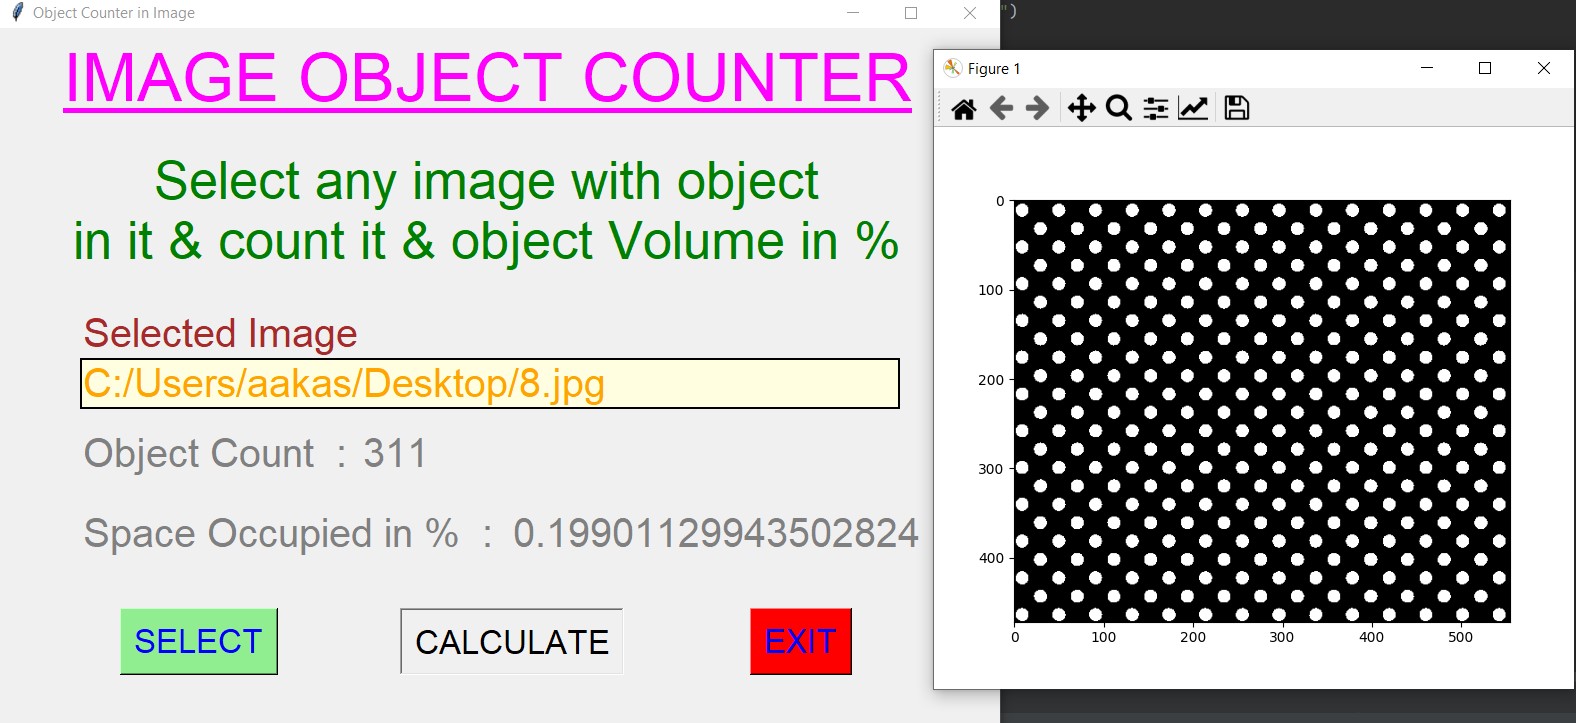 Object Counter in Image
")
IMAGE OBJECT COUNTER
Select any image with object
in it & count it & object Volume in %
Selected Image
C:/Users/aakas/Desktop/8.jpg
Object Count : 311
Space Occupied in % : 0.19901129943502824
SELECT
CALCULATE
EXIT
Figure 1
0
100
200
300
400
0 100 200 300 400 500